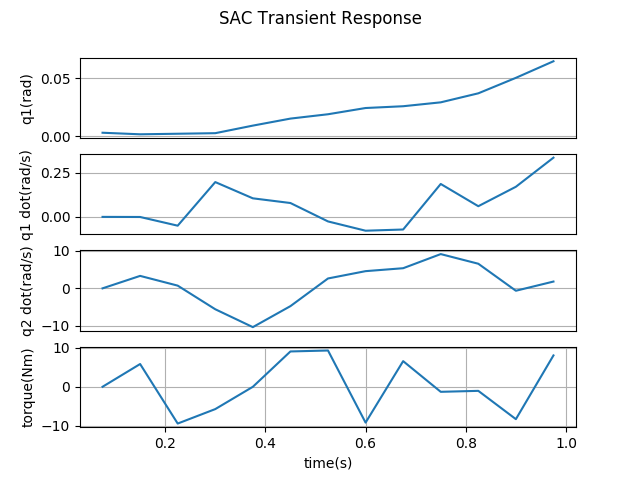 SAC Transient Response
q1(rad)
0.05
0.00
q1 dot(rad/s)
0.25
0.00
q2 dot(rad/s)
10
0
−10
torque(Nm)
10
0
−10
0.2 0.4 0.6 0.8 1.0
time(s)